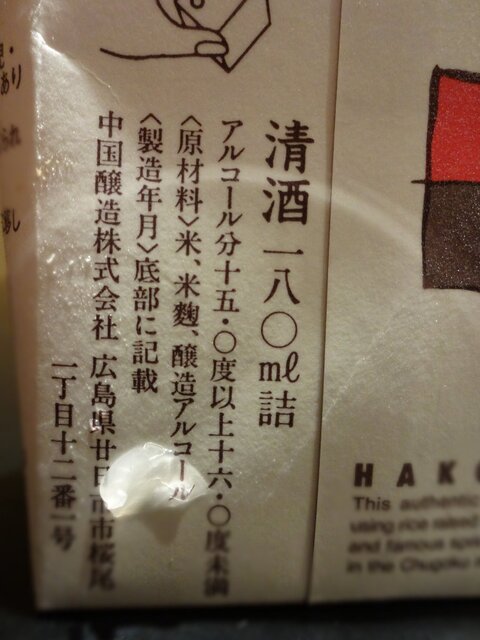 清酒 一八〇ml詰
アルコール分十五・〇度以上十六・〇度未満
〈原材料〉米、米麹、醸造アルコール
〈製造年月〉底部に記載
中国醸造株式会社 広島県廿日市市桜尾
一丁目十二番一号
あり
HAK
This authentic
using rice raised
and famous
in the Chugoku